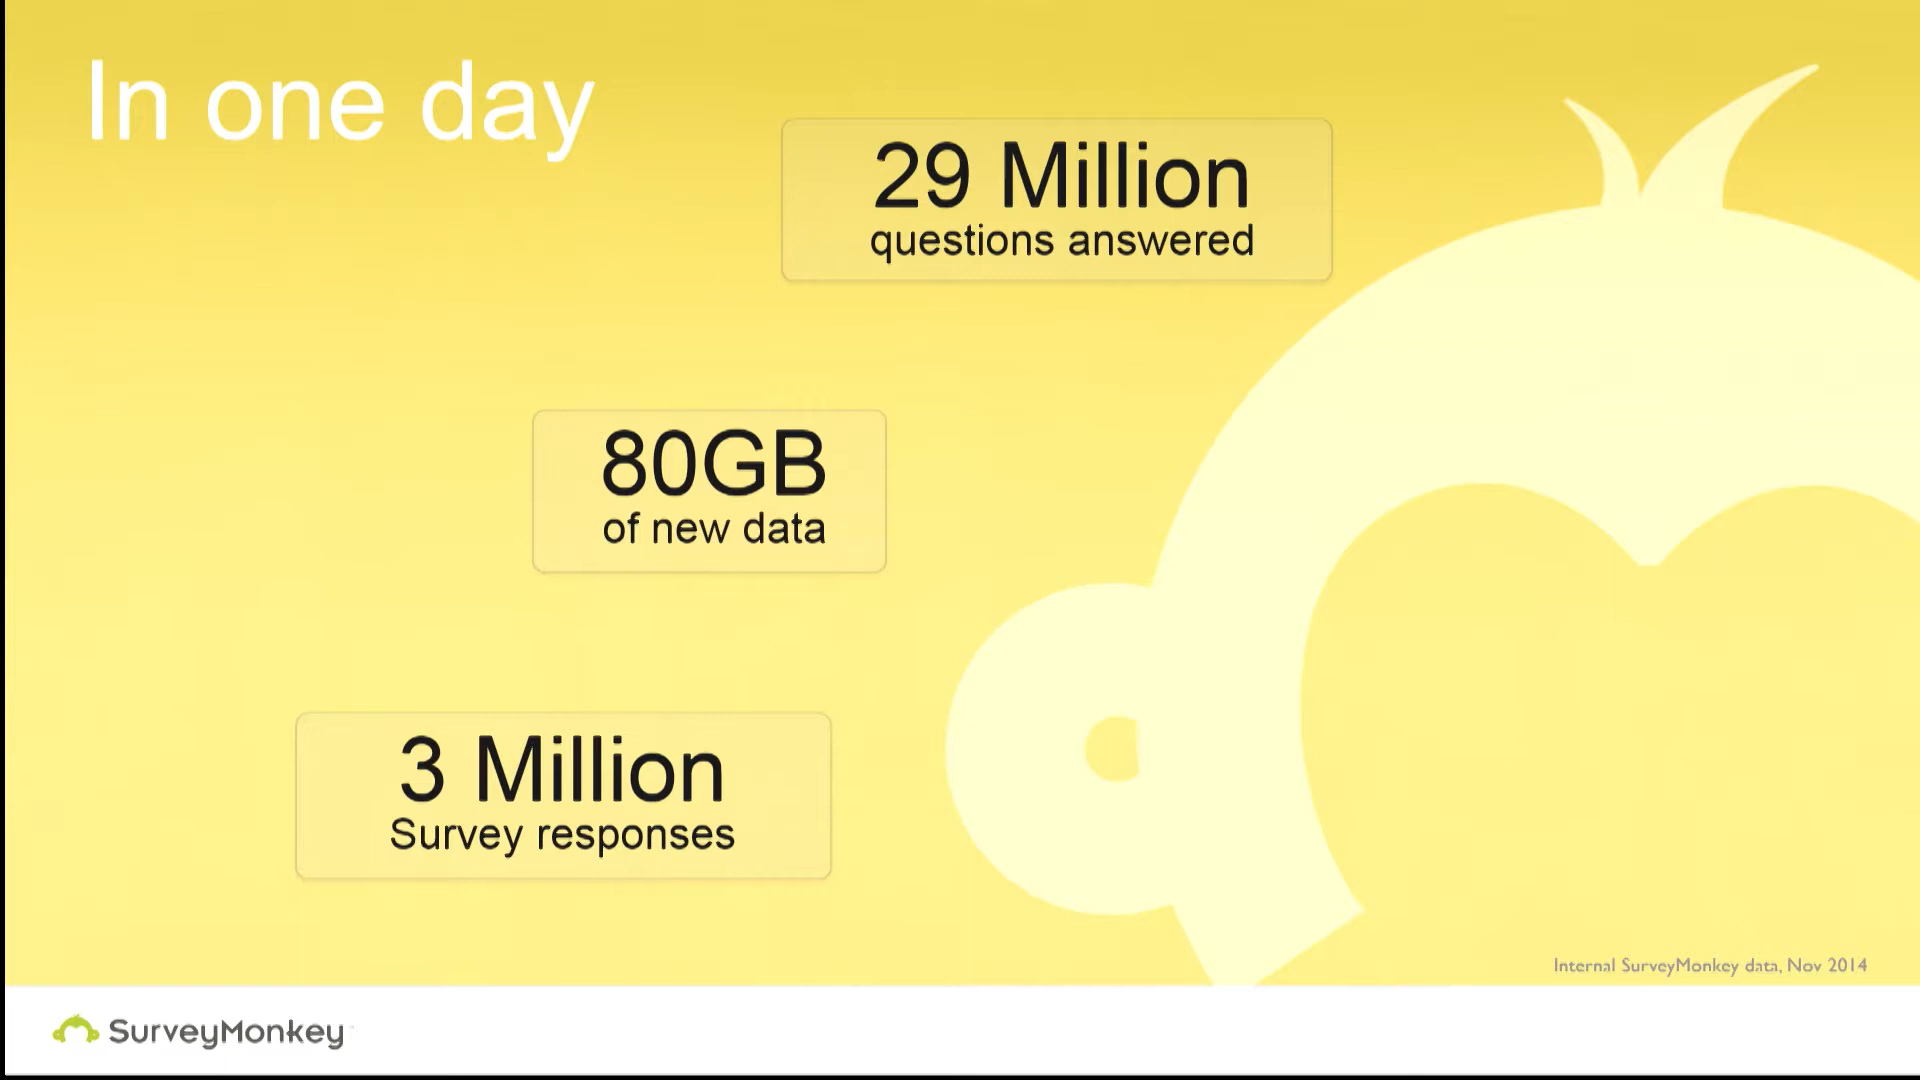 In one day
29 Million
questions answered
80GB
of new data
3 Million
Survey responses
Internal SurveyMonkey data, Nov 2014
SurveyMonkey